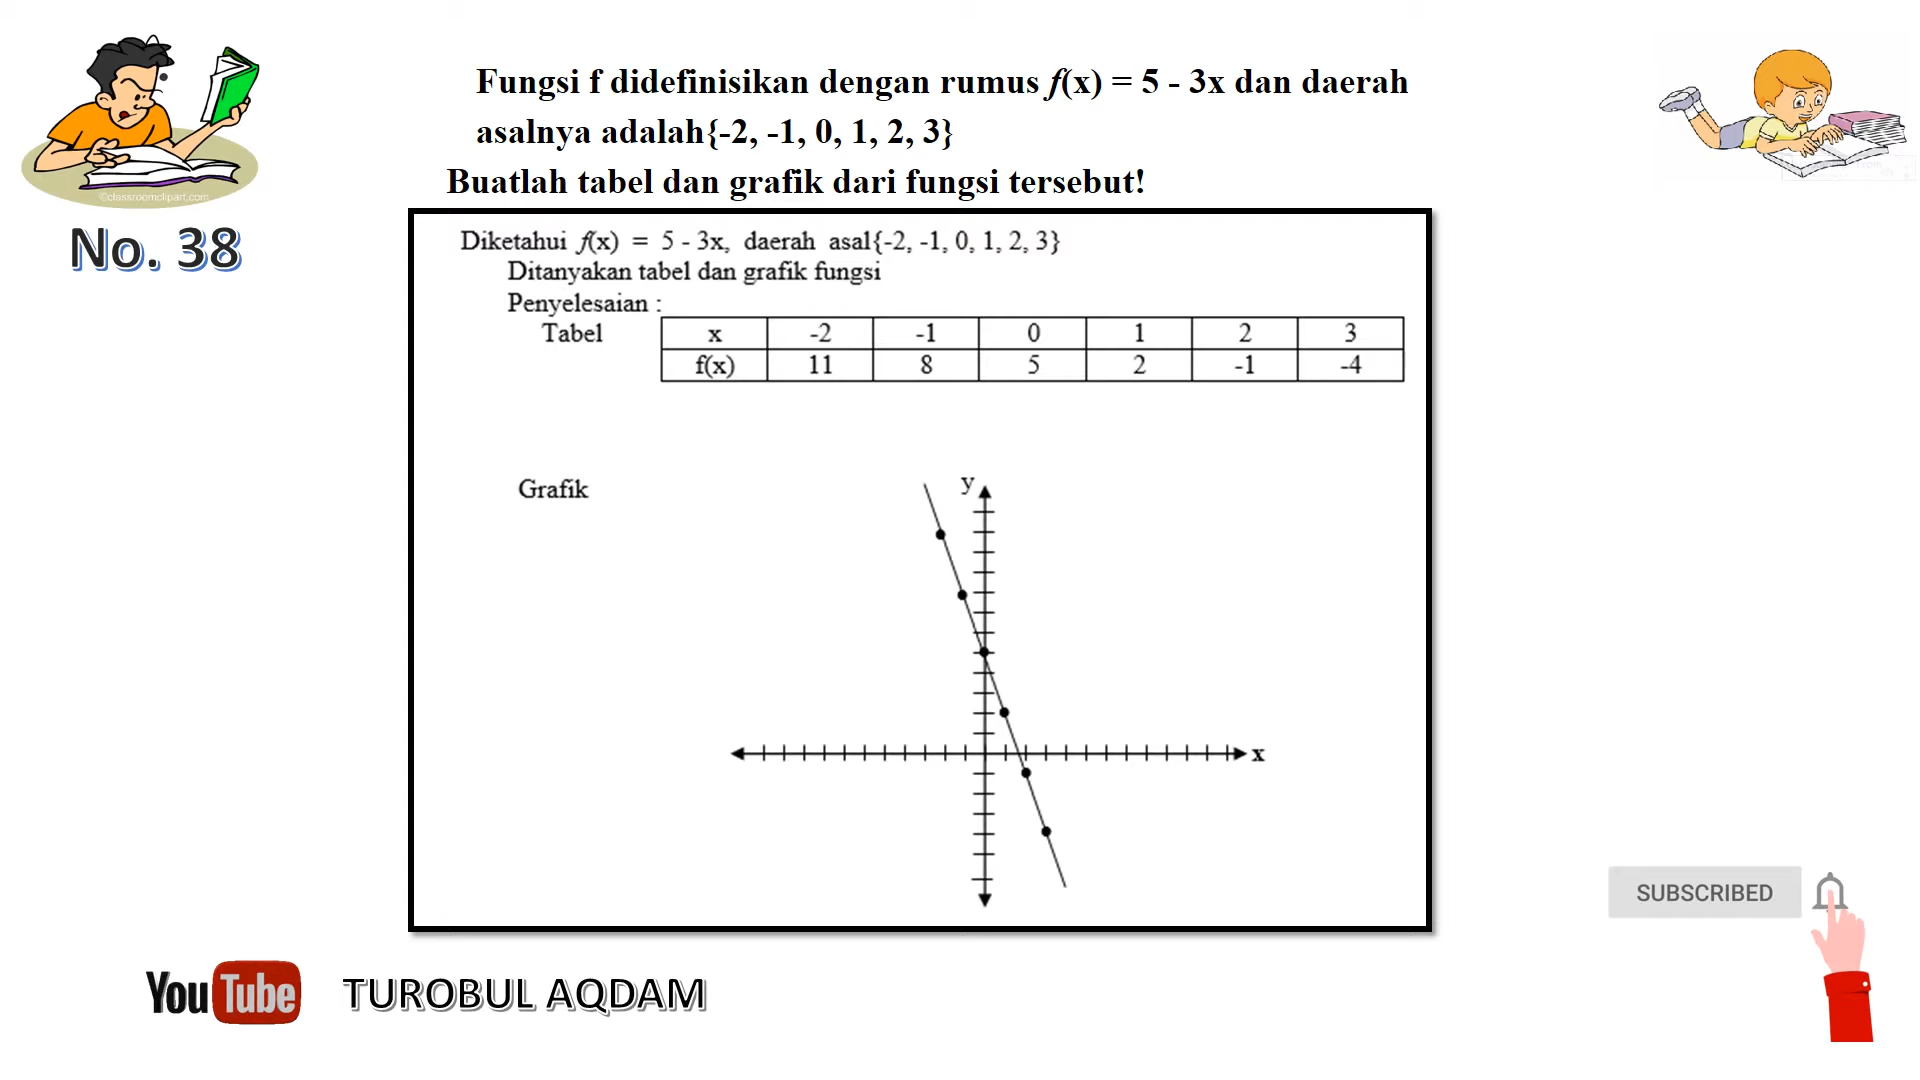 Fungsi f didefinisikan dengan rumus f(x) = 5 - 3x dan daerah
asalnya adalah{-2, -1, 0, 1, 2, 3}
Buatlah tabel dan grafik dari fungsi tersebut!
©classroomclipart.com
No. 38
Diketahui f(x) = 5 - 3x, daerah asal{-2, -1, 0, 1, 2, 3}
Ditanyakan tabel dan grafik fungsi
Penyelesaian :
Tabel x -2 -1 0 1 2 3
f(x) 11 8 5 2 -1 -4
Grafik
y
x
SUBSCRIBED
YouTube TUROBUL AQDAM